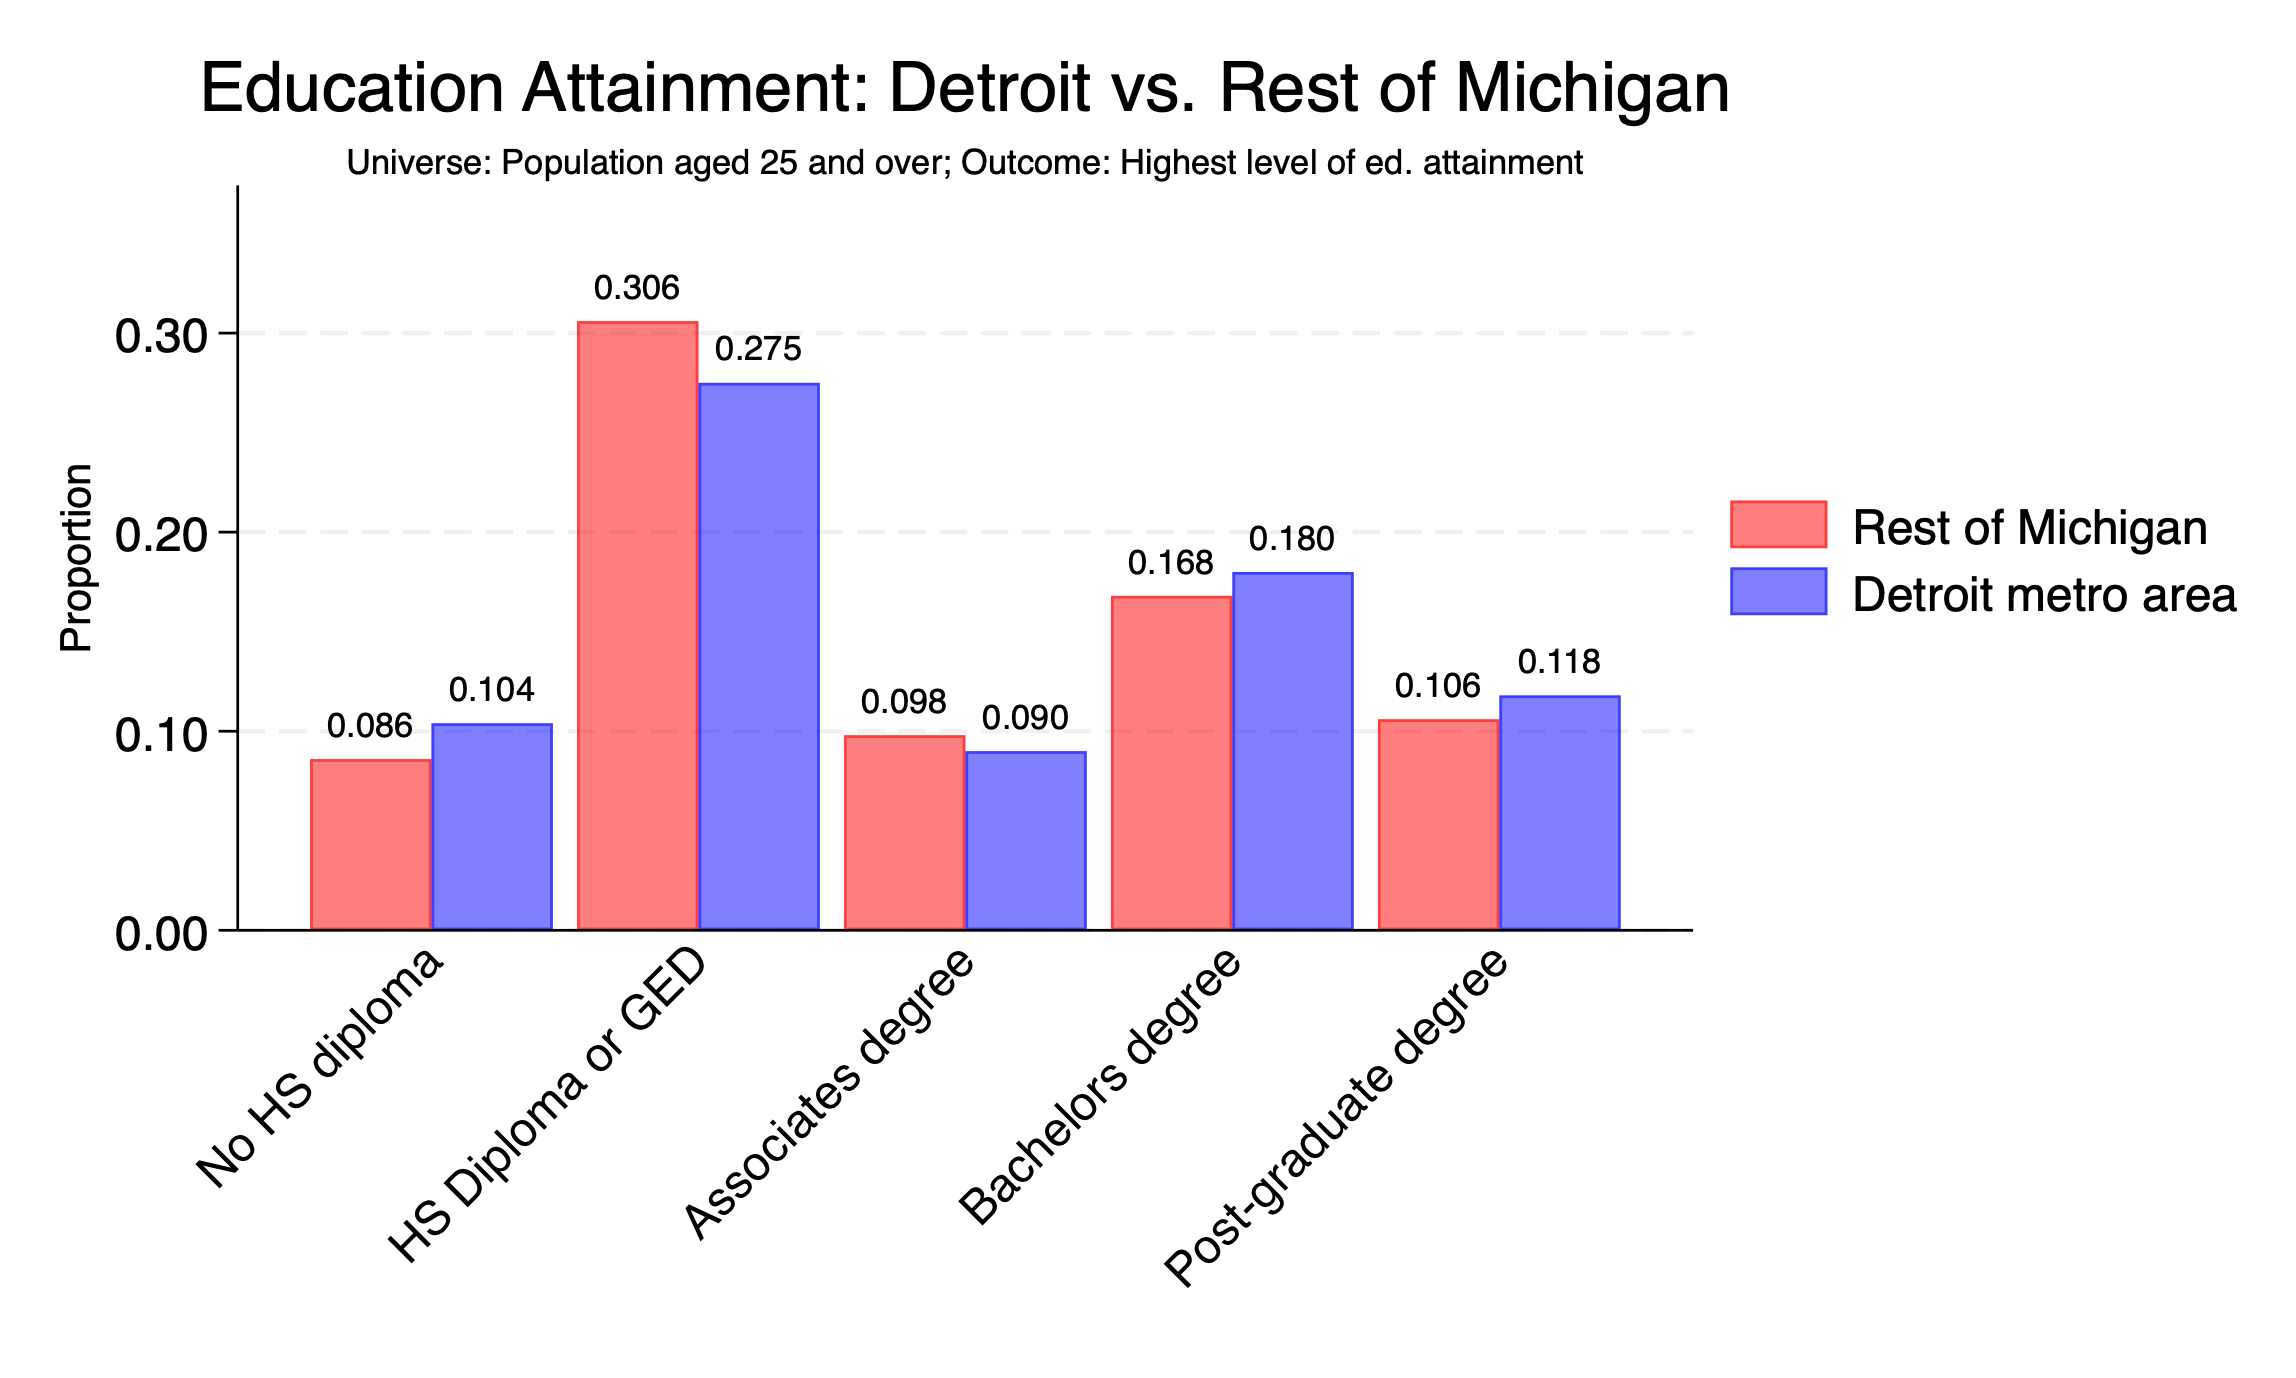 Education Attainment: Detroit vs. Rest of Michigan
Universe: Population aged 25 and over; Outcome: Highest level of ed. attainment
Proportion
0.30
0.20
0.10
0.00
0.086
0.104
0.306
0.275
0.098
0.090
0.168
0.180
0.106
0.118
No HS diploma
HS Diploma or GED
Associates degree
Bachelors degree
Post-graduate degree
Rest of Michigan
Detroit metro area